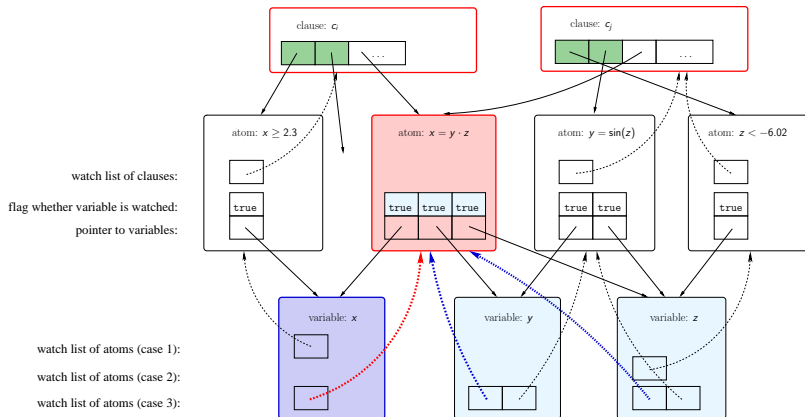 clause: c_i
clause: c_j
...
...
atom: x ≥ 2.3
atom: x = y · z
atom: y = sin(z)
atom: z < −6.02
watch list of clauses:
flag whether variable is watched:
true
true true true
true true
true
pointer to variables:
variable: x
variable: y
variable: z
watch list of atoms (case 1):
watch list of atoms (case 2):
watch list of atoms (case 3):